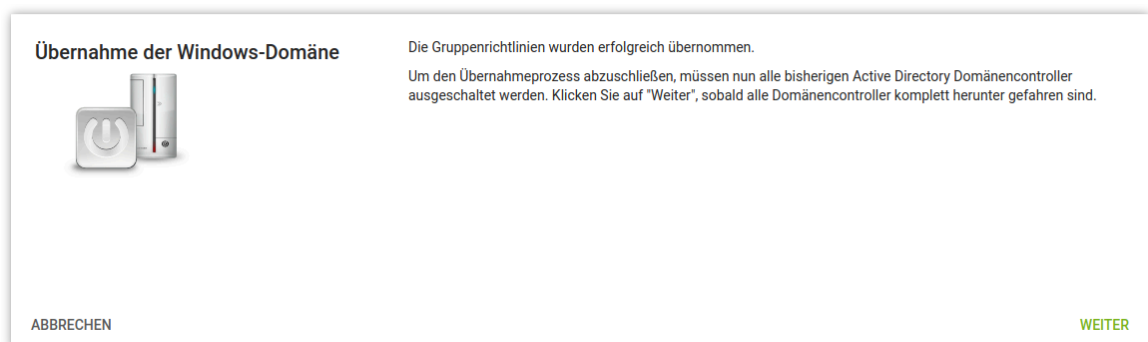 Übernahme der Windows-Domäne
Die Gruppenrichtlinien wurden erfolgreich übernommen.
Um den Übernahmeprozess abzuschließen, müssen nun alle bisherigen Active Directory Domänencontroller
ausgeschaltet werden. Klicken Sie auf "Weiter", sobald alle Domänencontroller komplett herunter gefahren sind.
ABBRECHEN
WEITER